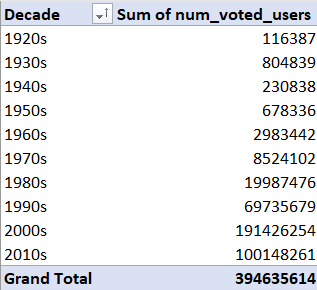 Decade Sum of num_voted_users
1920s 116387
1930s 804839
1940s 230838
1950s 678336
1960s 2983442
1970s 8524102
1980s 19987476
1990s 69735679
2000s 191426254
2010s 100148261
Grand Total 394635614